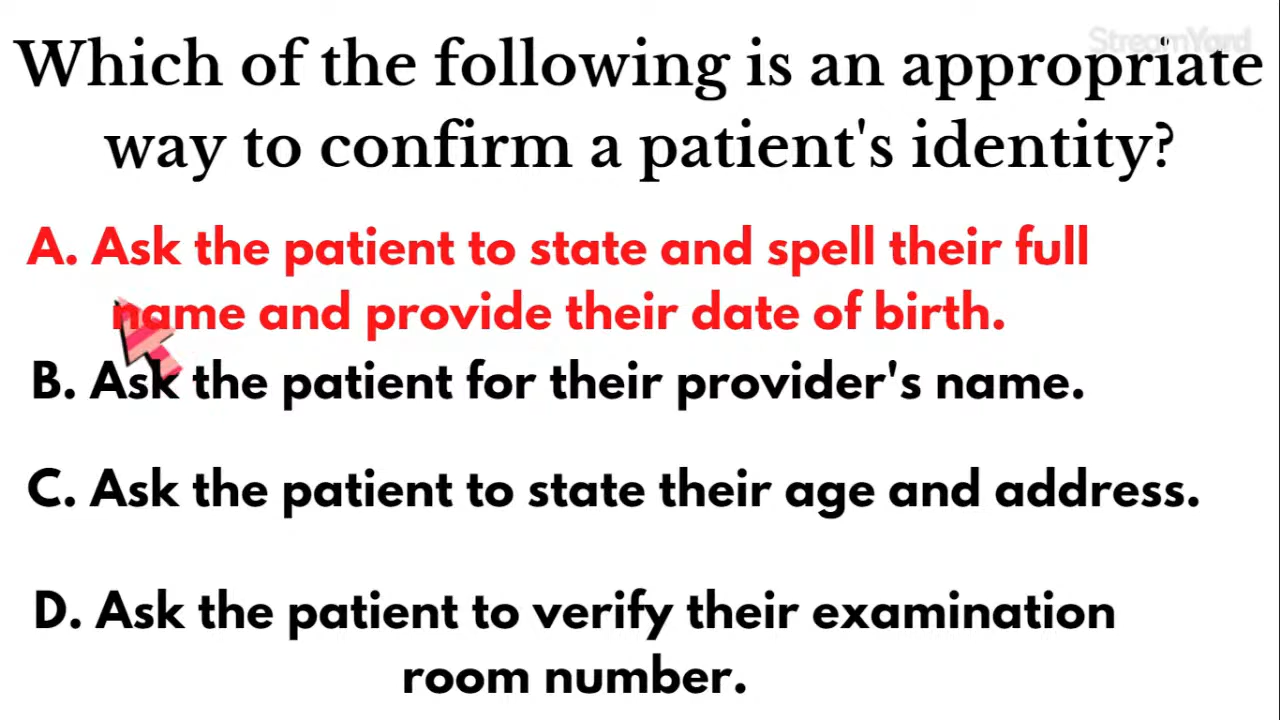 StreamYard
Which of the following is an appropriate
way to confirm a patient's identity?
A. Ask the patient to state and spell their full
name and provide their date of birth.
B. Ask the patient for their provider's name.
C. Ask the patient to state their age and address.
D. Ask the patient to verify their examination
room number.